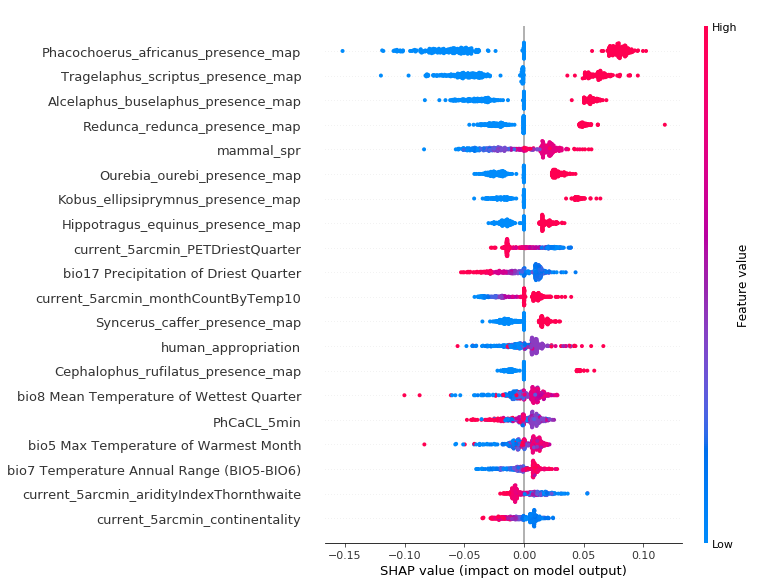 High
Phacochoerus_africanus_presence_map
Tragelaphus_scriptus_presence_map
Alcelaphus_buselaphus_presence_map
Redunca_redunca_presence_map
mammal_spr
Ourebia_ourebi_presence_map
Kobus_ellipsiprymnus_presence_map
Hippotragus_equinus_presence_map
current_5arcmin_PETDriestQuarter
bio17 Precipitation of Driest Quarter
current_5arcmin_monthCountByTemp10
Syncerus_caffer_presence_map
human_appropriation
Cephalophus_rufilatus_presence_map
bio8 Mean Temperature of Wettest Quarter
PhCaCL_5min
bio5 Max Temperature of Warmest Month
bio7 Temperature Annual Range (BIO5-BIO6)
current_5arcmin_aridityIndexThornthwaite
current_5arcmin_continentality
Feature value
Low
−0.15 −0.10 −0.05 0.00 0.05 0.10
SHAP value (impact on model output)